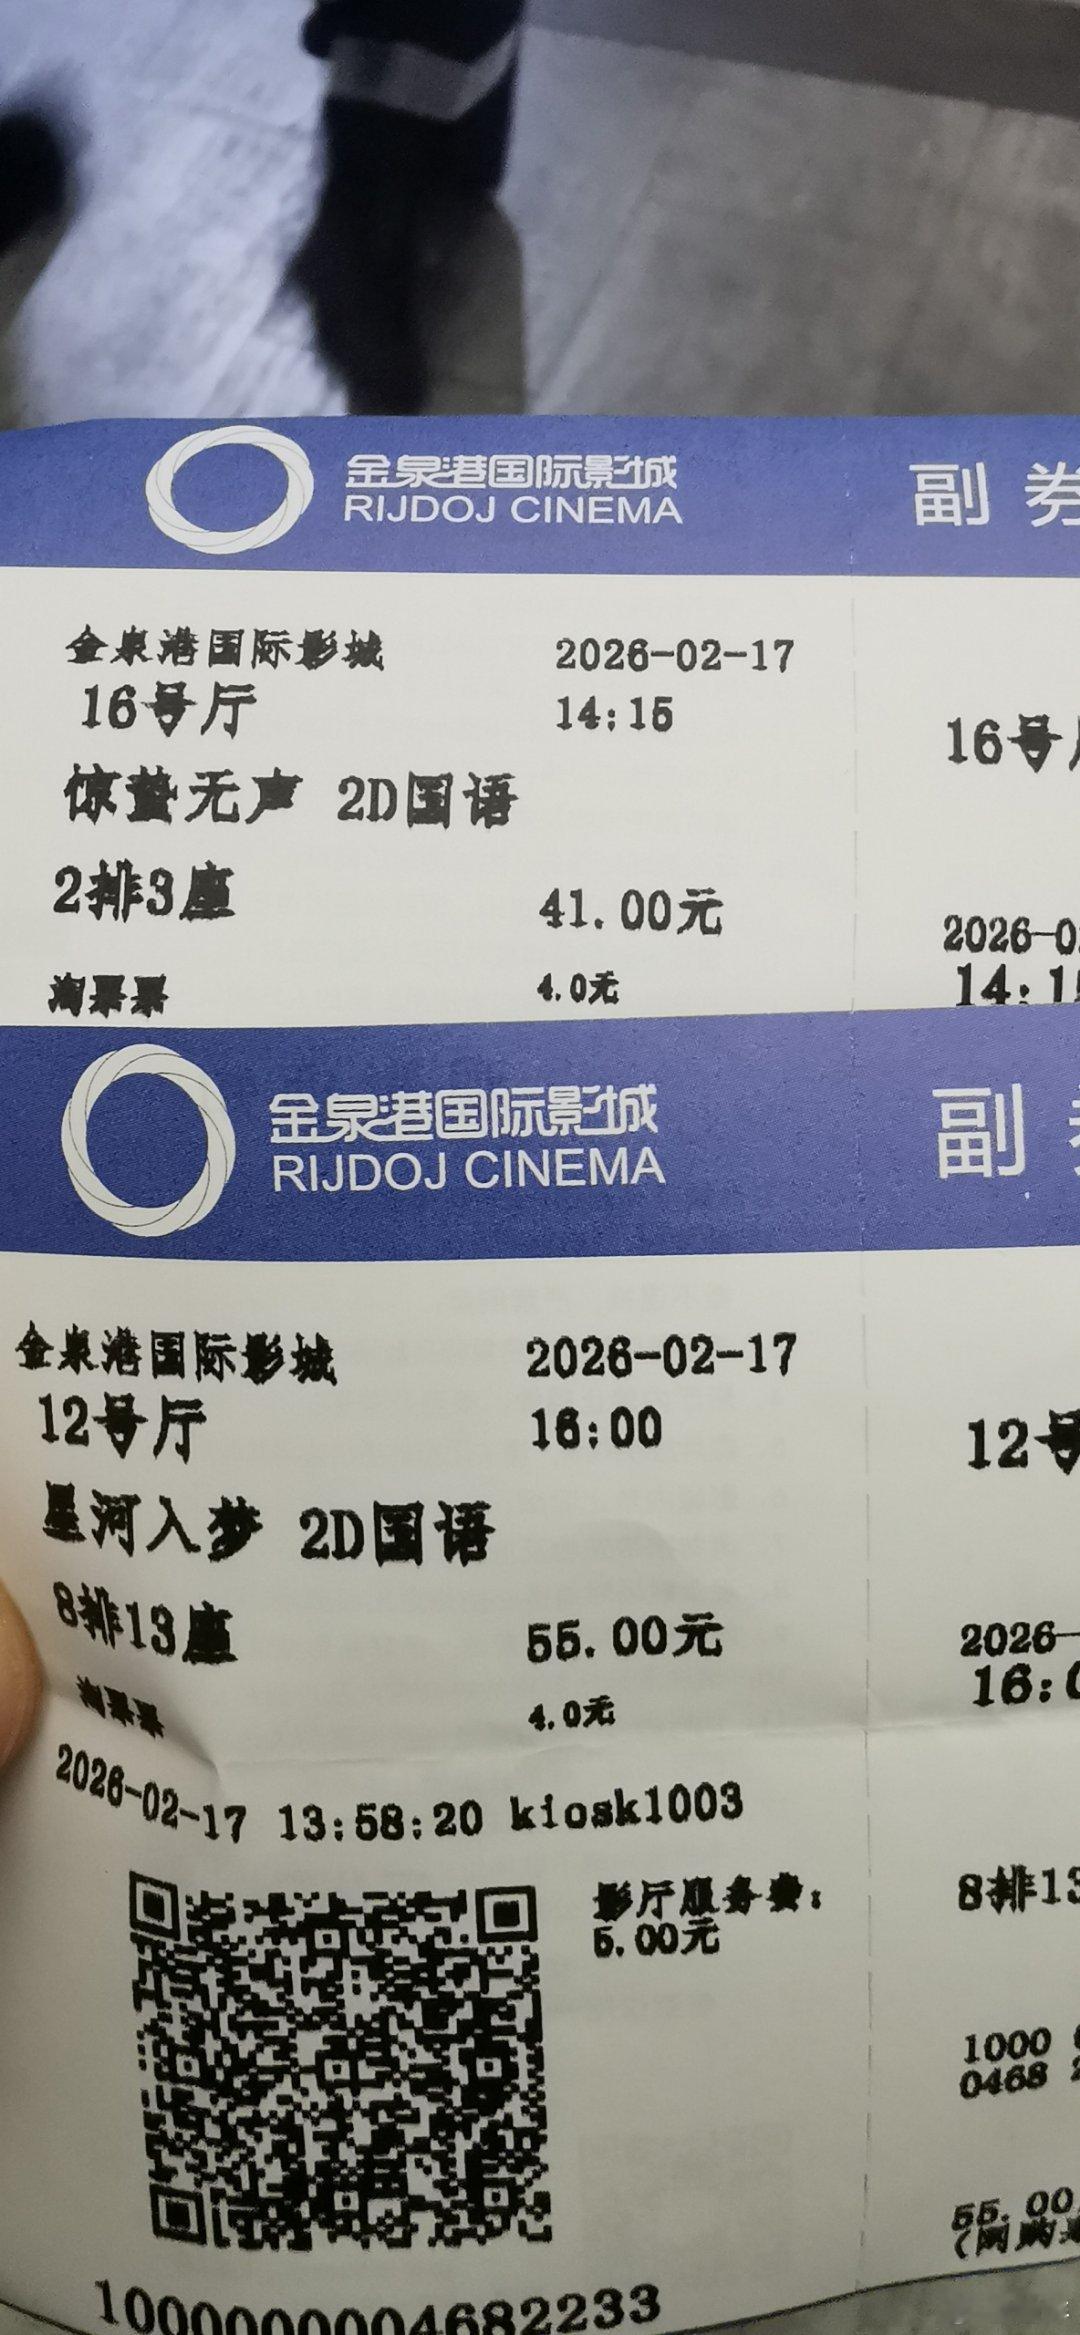 金泉港国际影城
RIJDOJ CINEMA
副 券
金泉港国际影城 2026-02-17
16号厅 14:15
16号
惊蛰无声 2D国语
2排3座 41.00元
2026-02
淘票票 4.0元
14:15
金泉港国际影城
RIJDOJ CINEMA
副
金泉港国际影城 2026-02-17
12号厅 16:00
12号
星河入梦 2D国语
8排13座 55.00元
2026-
淘票票 4.0元
16:0
2026-02-17 13:58:20 kiosk1003
影厅服务费:
5.00元
8排13
1000
0468
55.00
(网购
1000000004682233